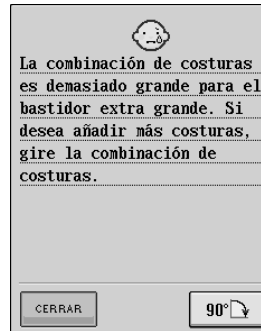 La combinación de costuras
es demasiado grande para el
bastidor extra grande. Si
desea añadir más costuras,
gire la combinación de
costuras.
CERRAR
90°